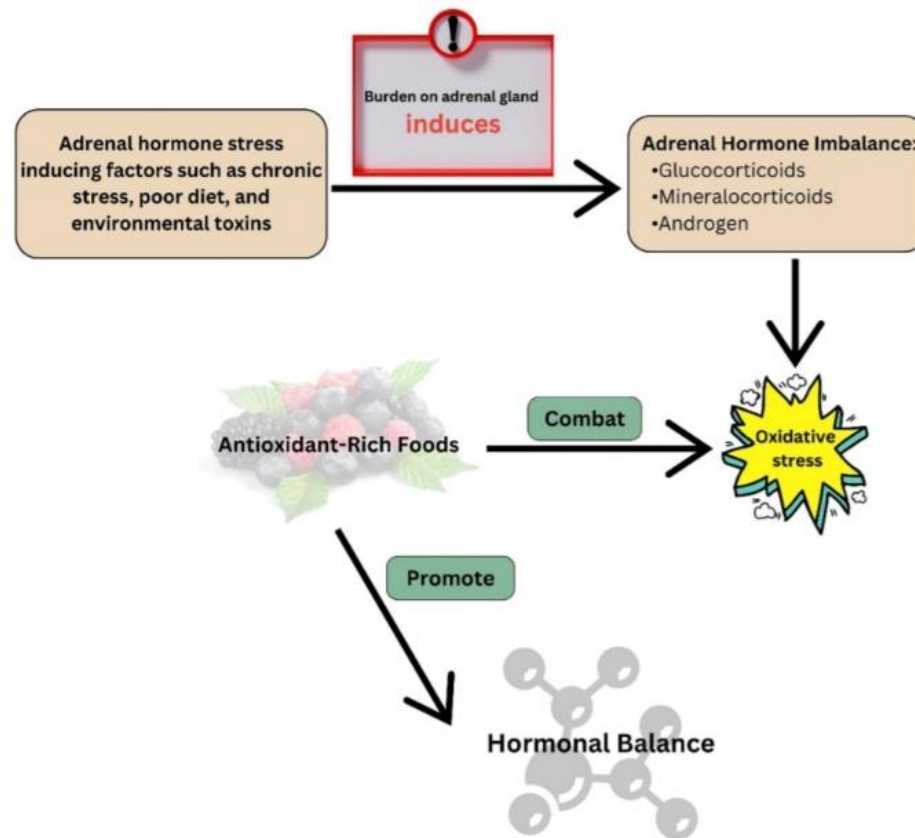 Burden on adrenal gland
induces
Adrenal hormone stress
inducing factors such as chronic
stress, poor diet, and
environmental toxins
Adrenal Hormone Imbalance:
•Glucocorticoids
•Mineralocorticoids
•Androgen
Antioxidant-Rich Foods
Combat
Oxidative
stress
Promote
Hormonal Balance